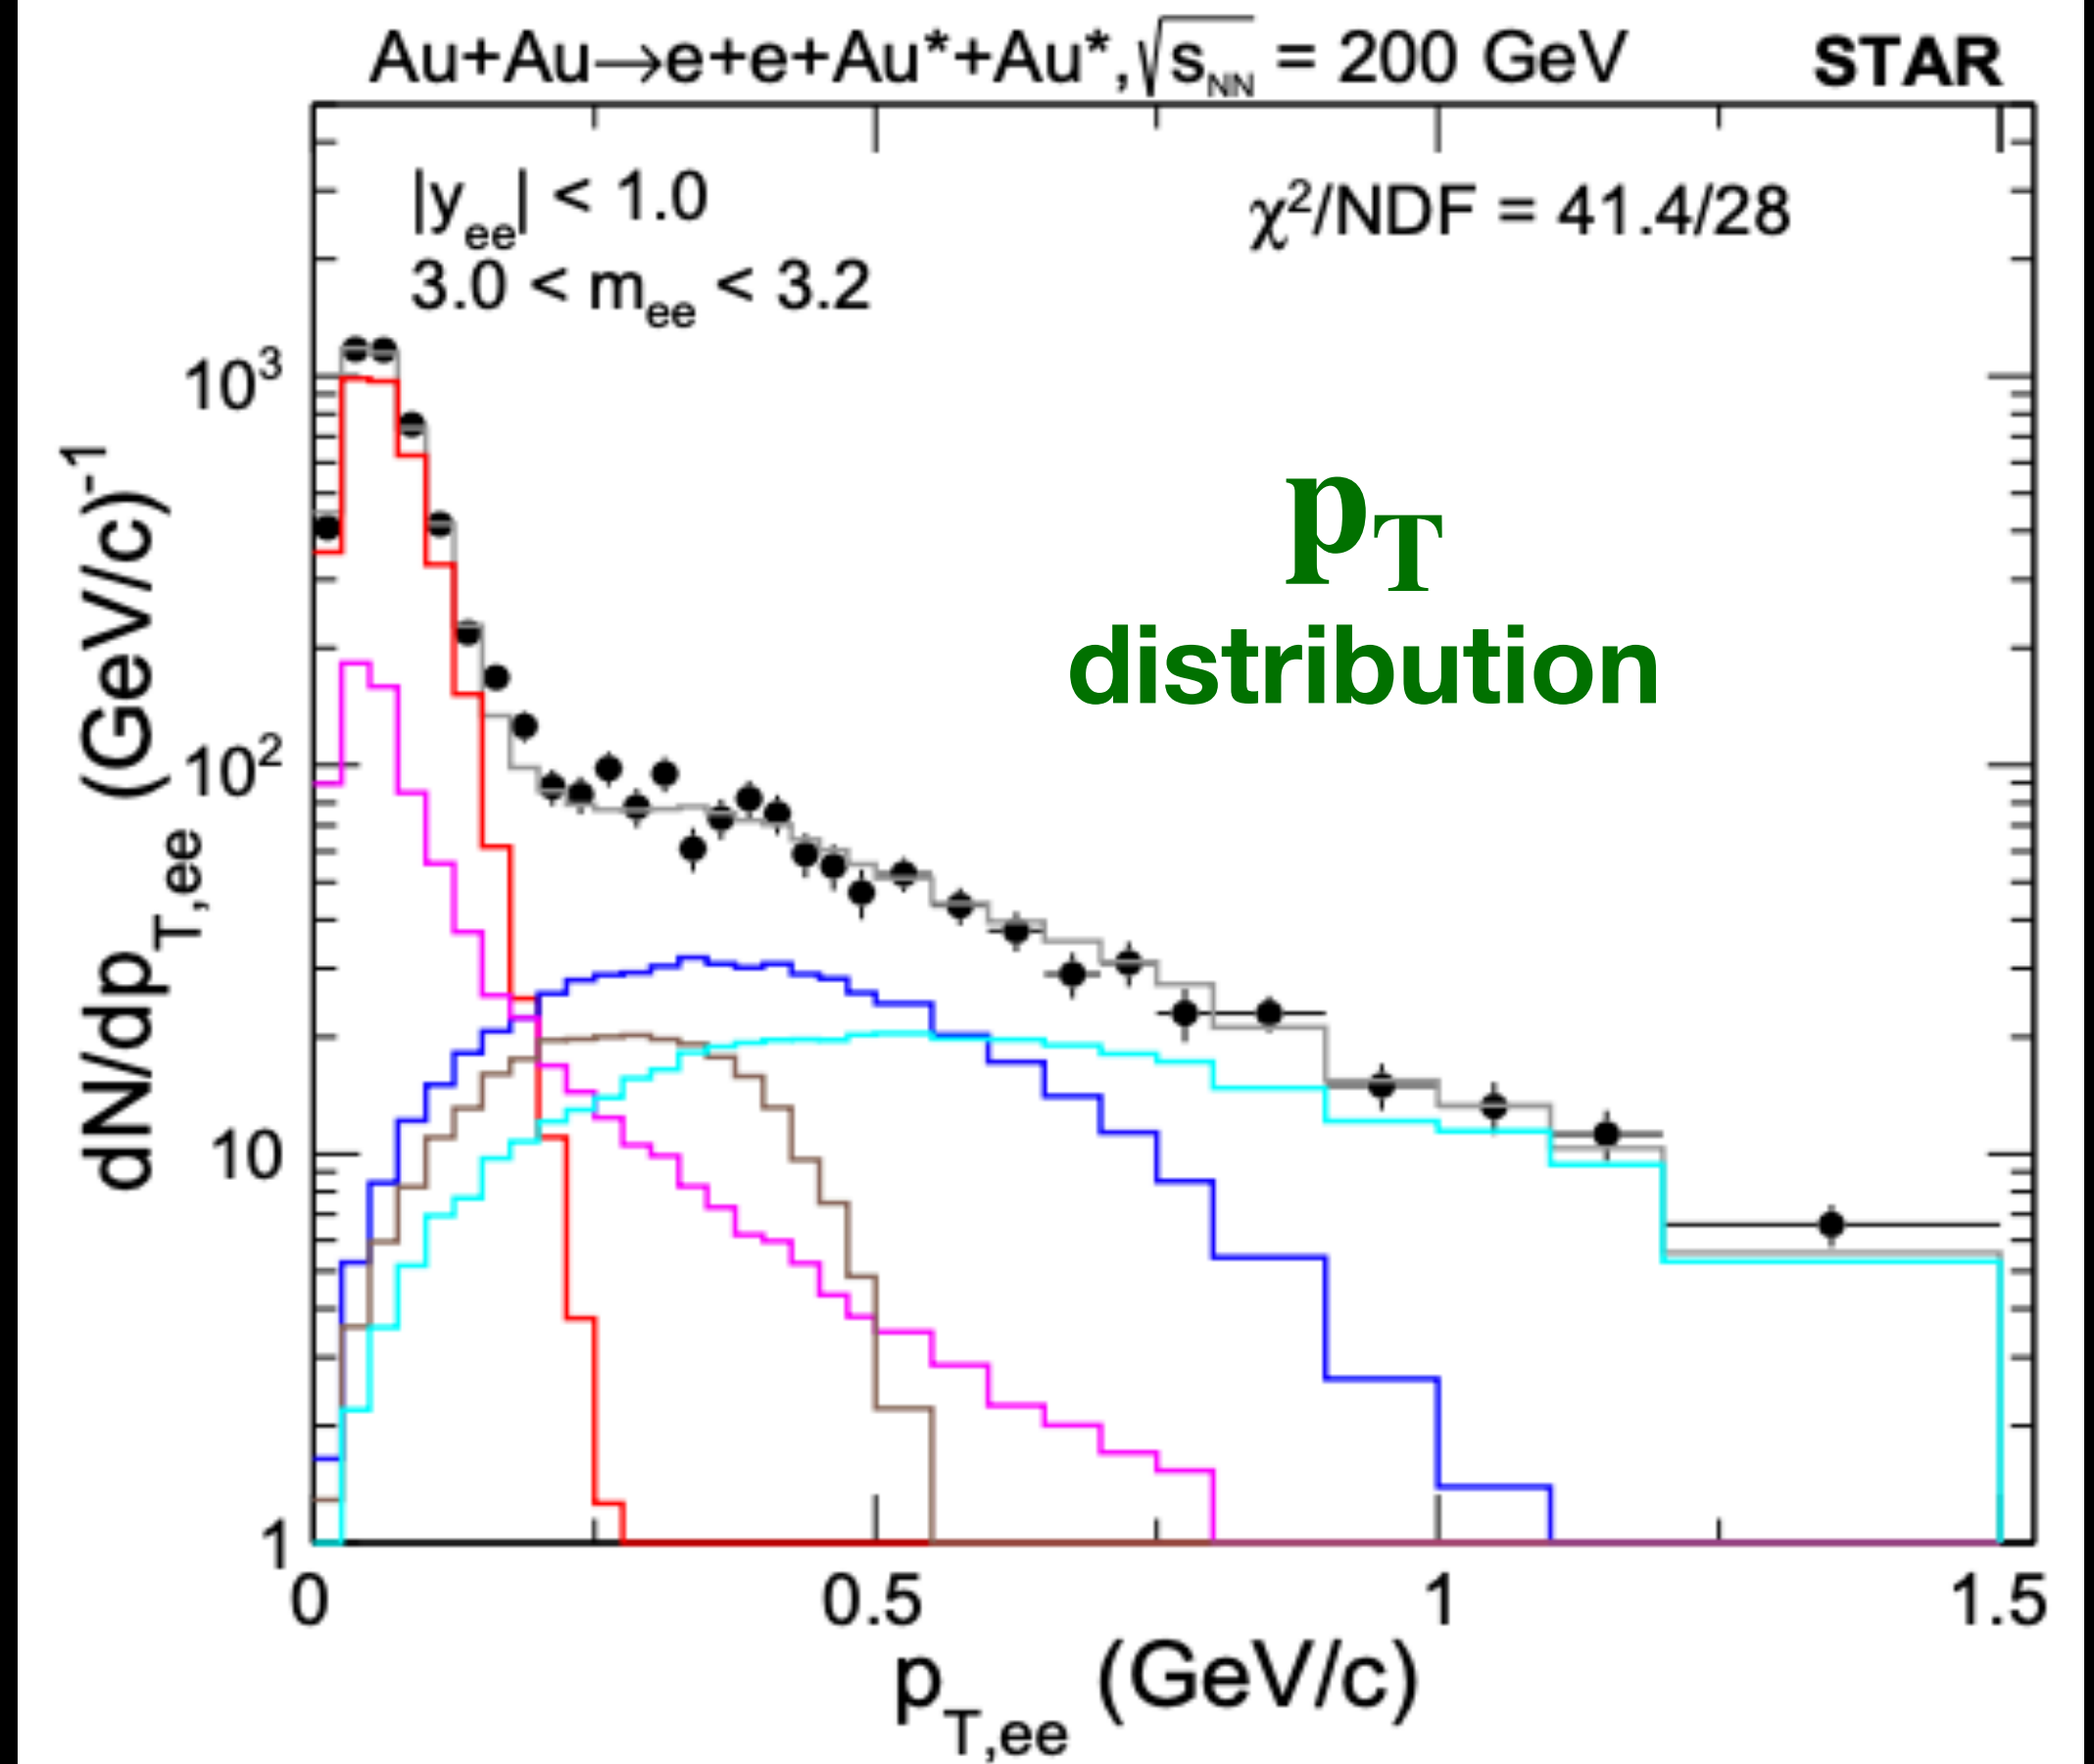 Au+Au→e+e+Au*+Au*,√s_NN = 200 GeV STAR
|y_ee| < 1.0
χ²/NDF = 41.4/28
3.0 < m_ee < 3.2
p_T
distribution
dN/dp_T,ee (GeV/c)⁻¹
10³
10²
10
1
0 0.5 1 1.5
p_T,ee (GeV/c)